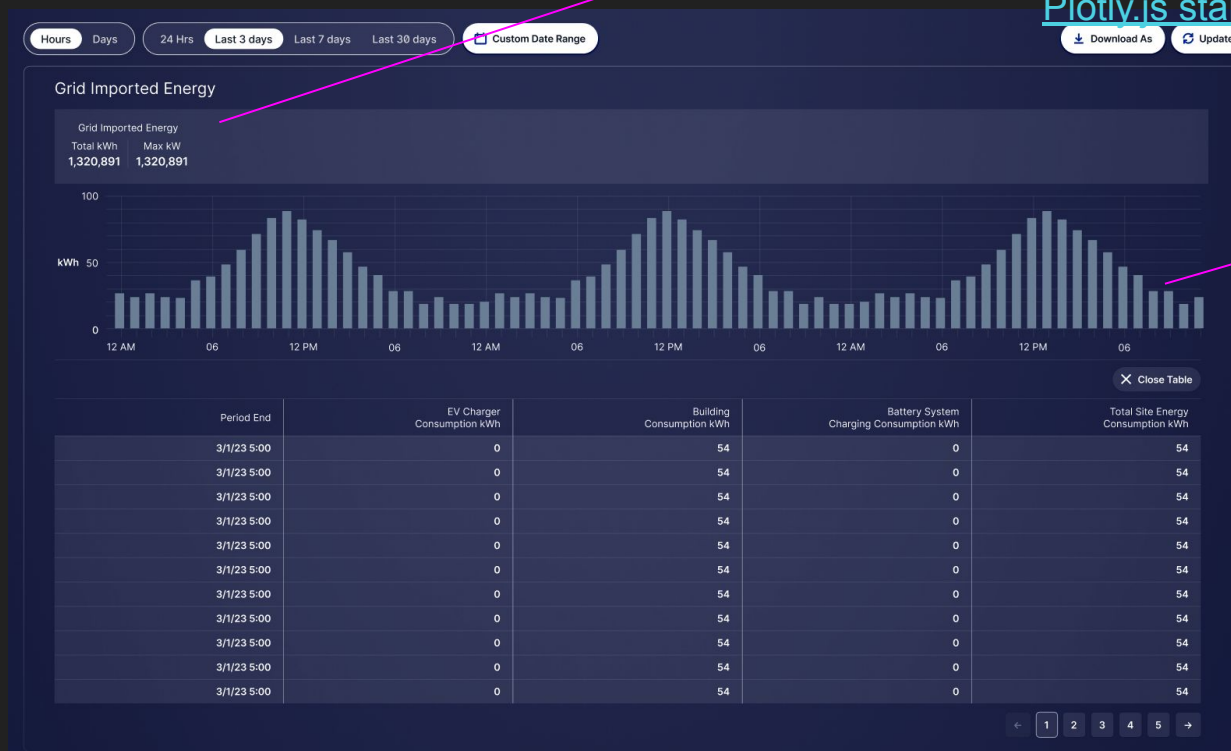 Plotly.js sta
Hours Days 24 Hrs Last 3 days Last 7 days Last 30 days Custom Date Range Download As Update
Grid Imported Energy
Grid Imported Energy
Total kWh Max kW
1,320,891 1,320,891
100
kWh 50
0
12 AM 06 12 PM 06 12 AM 06 12 PM 06 12 AM 06 12 PM 06
Close Table
Period End EV Charger Consumption kWh Building Consumption kWh Battery System Charging Consumption kWh Total Site Energy Consumption kWh
3/1/23 5:00 0 54 0 54
3/1/23 5:00 0 54 0 54
3/1/23 5:00 0 54 0 54
3/1/23 5:00 0 54 0 54
3/1/23 5:00 0 54 0 54
3/1/23 5:00 0 54 0 54
3/1/23 5:00 0 54 0 54
3/1/23 5:00 0 54 0 54
3/1/23 5:00 0 54 0 54
3/1/23 5:00 0 54 0 54
3/1/23 5:00 0 54 0 54
← 1 2 3 4 5 →